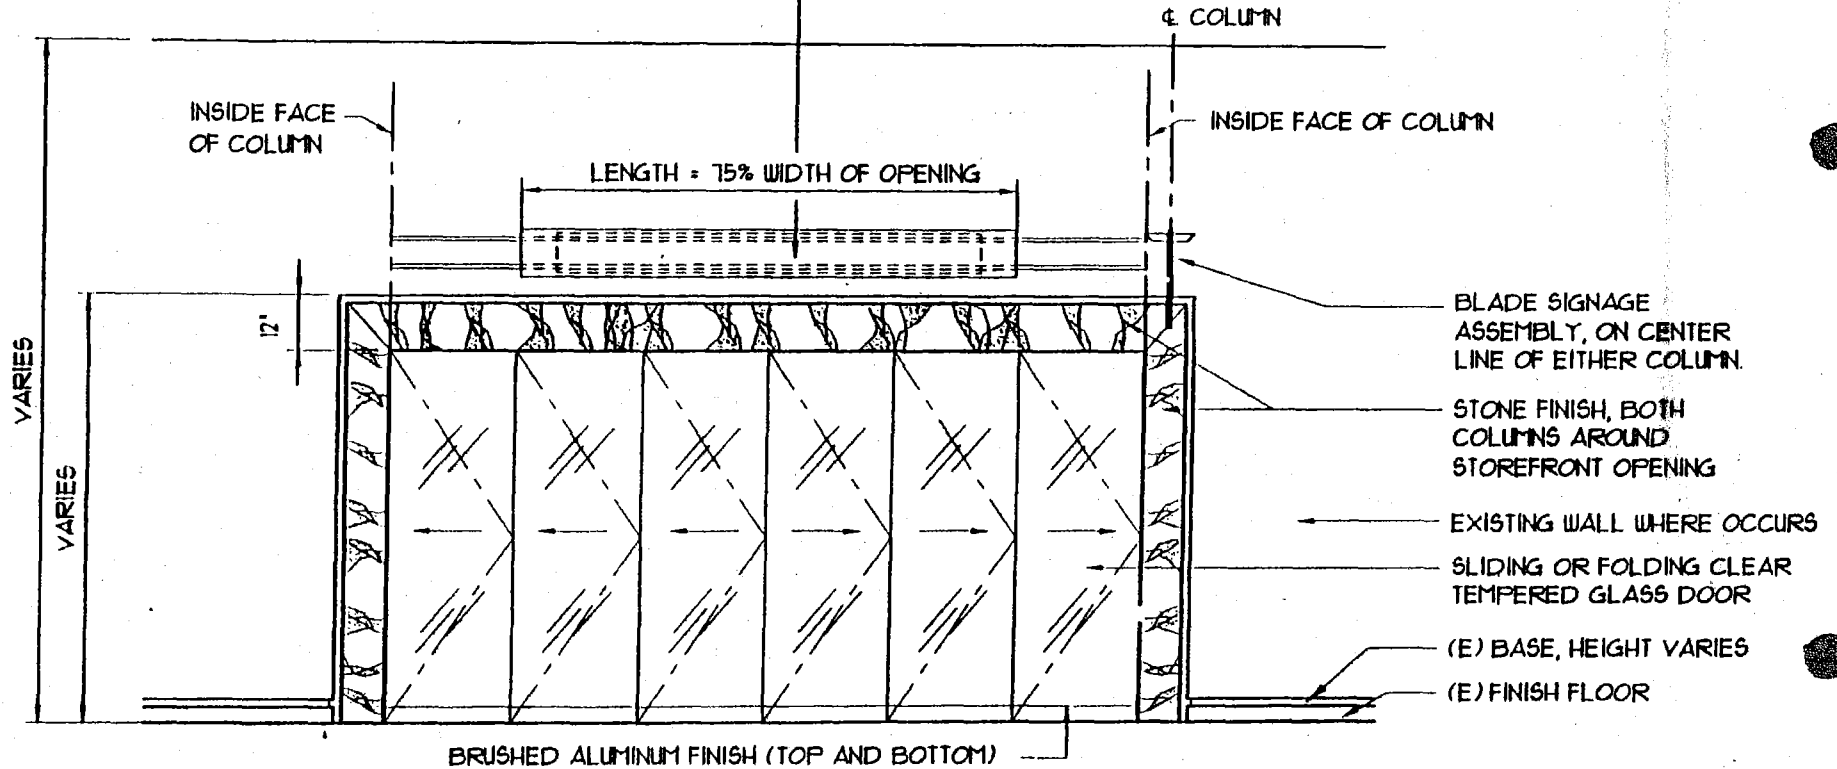 ℄ COLUMN
INSIDE FACE
OF COLUMN
INSIDE FACE OF COLUMN
LENGTH = 75% WIDTH OF OPENING
12"
VARIES
VARIES
BLADE SIGNAGE
ASSEMBLY, ON CENTER
LINE OF EITHER COLUMN.
STONE FINISH, BOTH
COLUMNS AROUND
STOREFRONT OPENING
EXISTING WALL WHERE OCCURS
SLIDING OR FOLDING CLEAR
TEMPERED GLASS DOOR
(E) BASE, HEIGHT VARIES
(E) FINISH FLOOR
BRUSHED ALUMINUM FINISH (TOP AND BOTTOM)